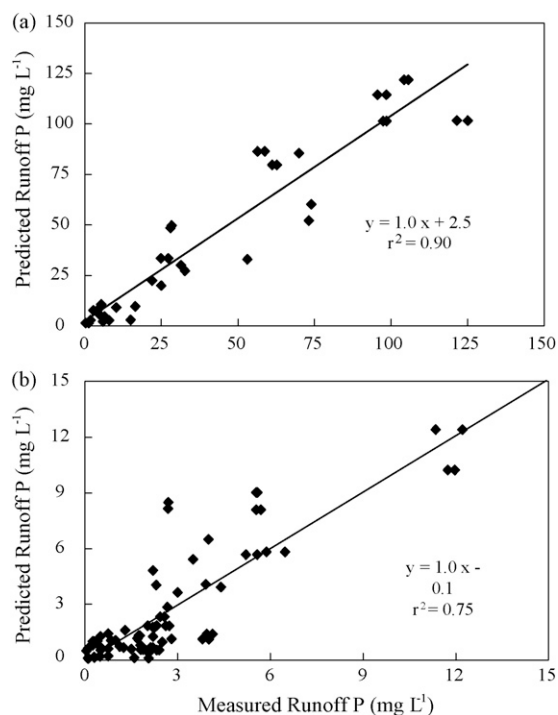 (a)
150
125
100
75
50
25
0
Predicted Runoff P (mg L⁻¹)
y = 1.0 x + 2.5
r² = 0.90
0 25 50 75 100 125 150
(b)
15
12
9
6
3
0
Predicted Runoff P (mg L⁻¹)
y = 1.0 x -
0.1
r² = 0.75
0 3 6 9 12 15
Measured Runoff P (mg L⁻¹)